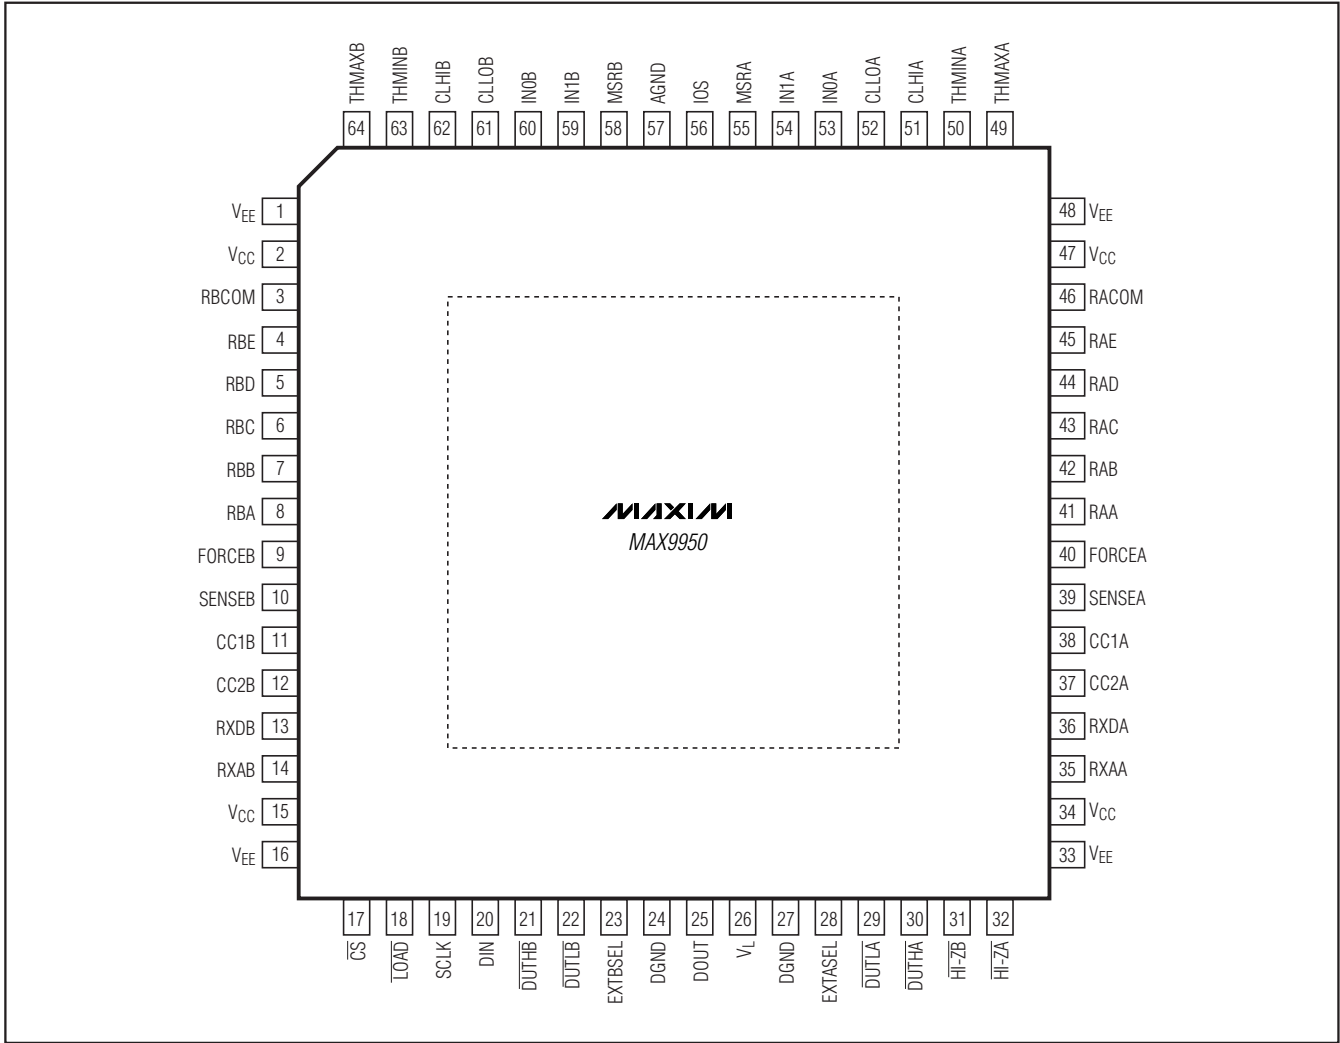 THMAXB THMINB CLHIB CLLOB IN0B IN1B MSRB AGND IOS MSRA IN1A IN0A CLLOA CLHIA THMINA THMAXA
64 63 62 61 60 59 58 57 56 55 54 53 52 51 50 49
VEE 1 48 VEE
VCC 2 47 VCC
RBCOM 3 46 RACOM
RBE 4 45 RAE
RBD 5 44 RAD
RBC 6 43 RAC
RBB 7 42 RAB
RBA 8 41 RAA
MAXIM
MAX9950
FORCEB 9 40 FORCEA
SENSEB 10 39 SENSEA
CC1B 11 38 CC1A
CC2B 12 37 CC2A
RXDB 13 36 RXDA
RXAB 14 35 RXAA
VCC 15 34 VCC
VEE 16 33 VEE
17 18 19 20 21 22 23 24 25 26 27 28 29 30 31 32
CS LOAD SCLK DIN DUTHB DUTLB EXTBSEL DGND DOUT VL DGND EXTASEL DUTLA DUTHA HI-ZB HI-ZA